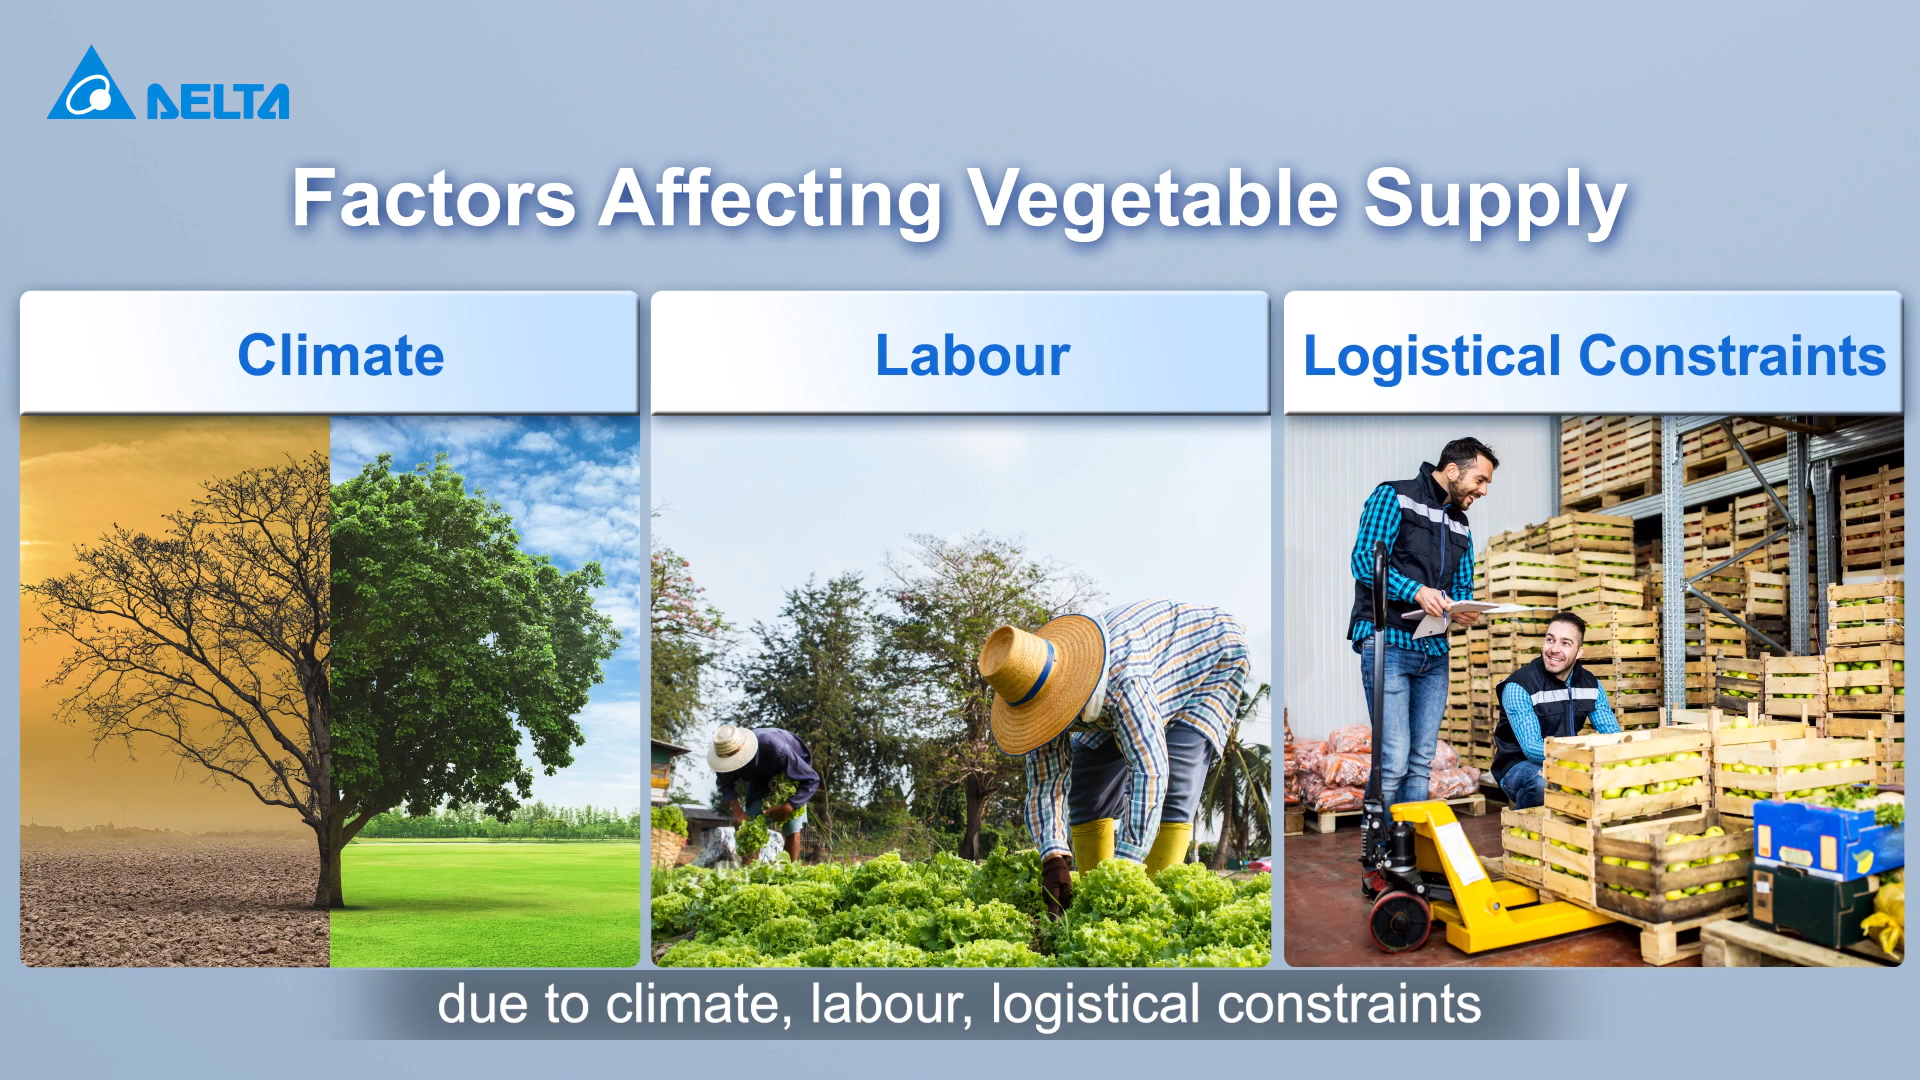 DELTA
Factors Affecting Vegetable Supply
Climate
Labour
Logistical Constraints
due to climate, labour, logistical constraints